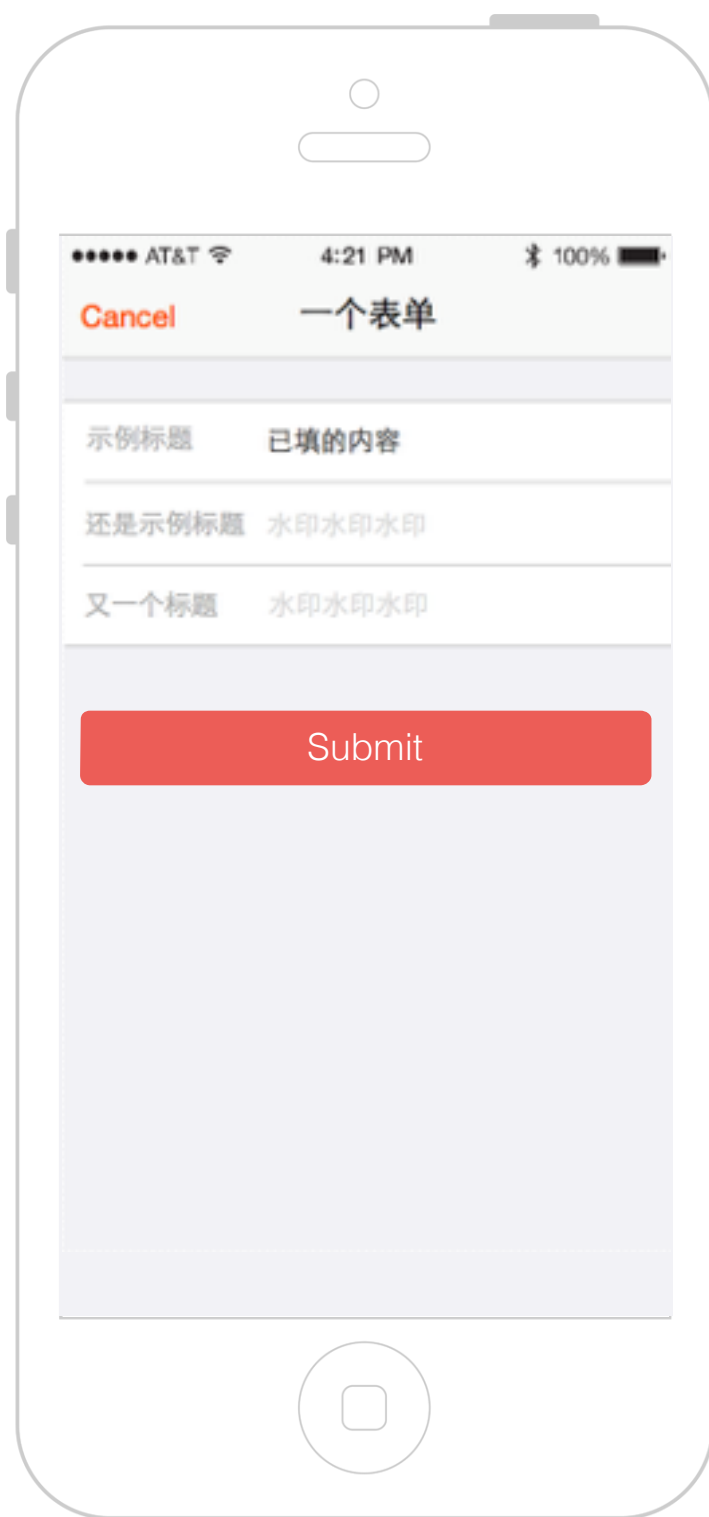 ●●●●● AT&T 4:21 PM 100%
Cancel 一个表单
示例标题 已填的内容
还是示例标题 水印水印水印
又一个标题 水印水印水印
Submit